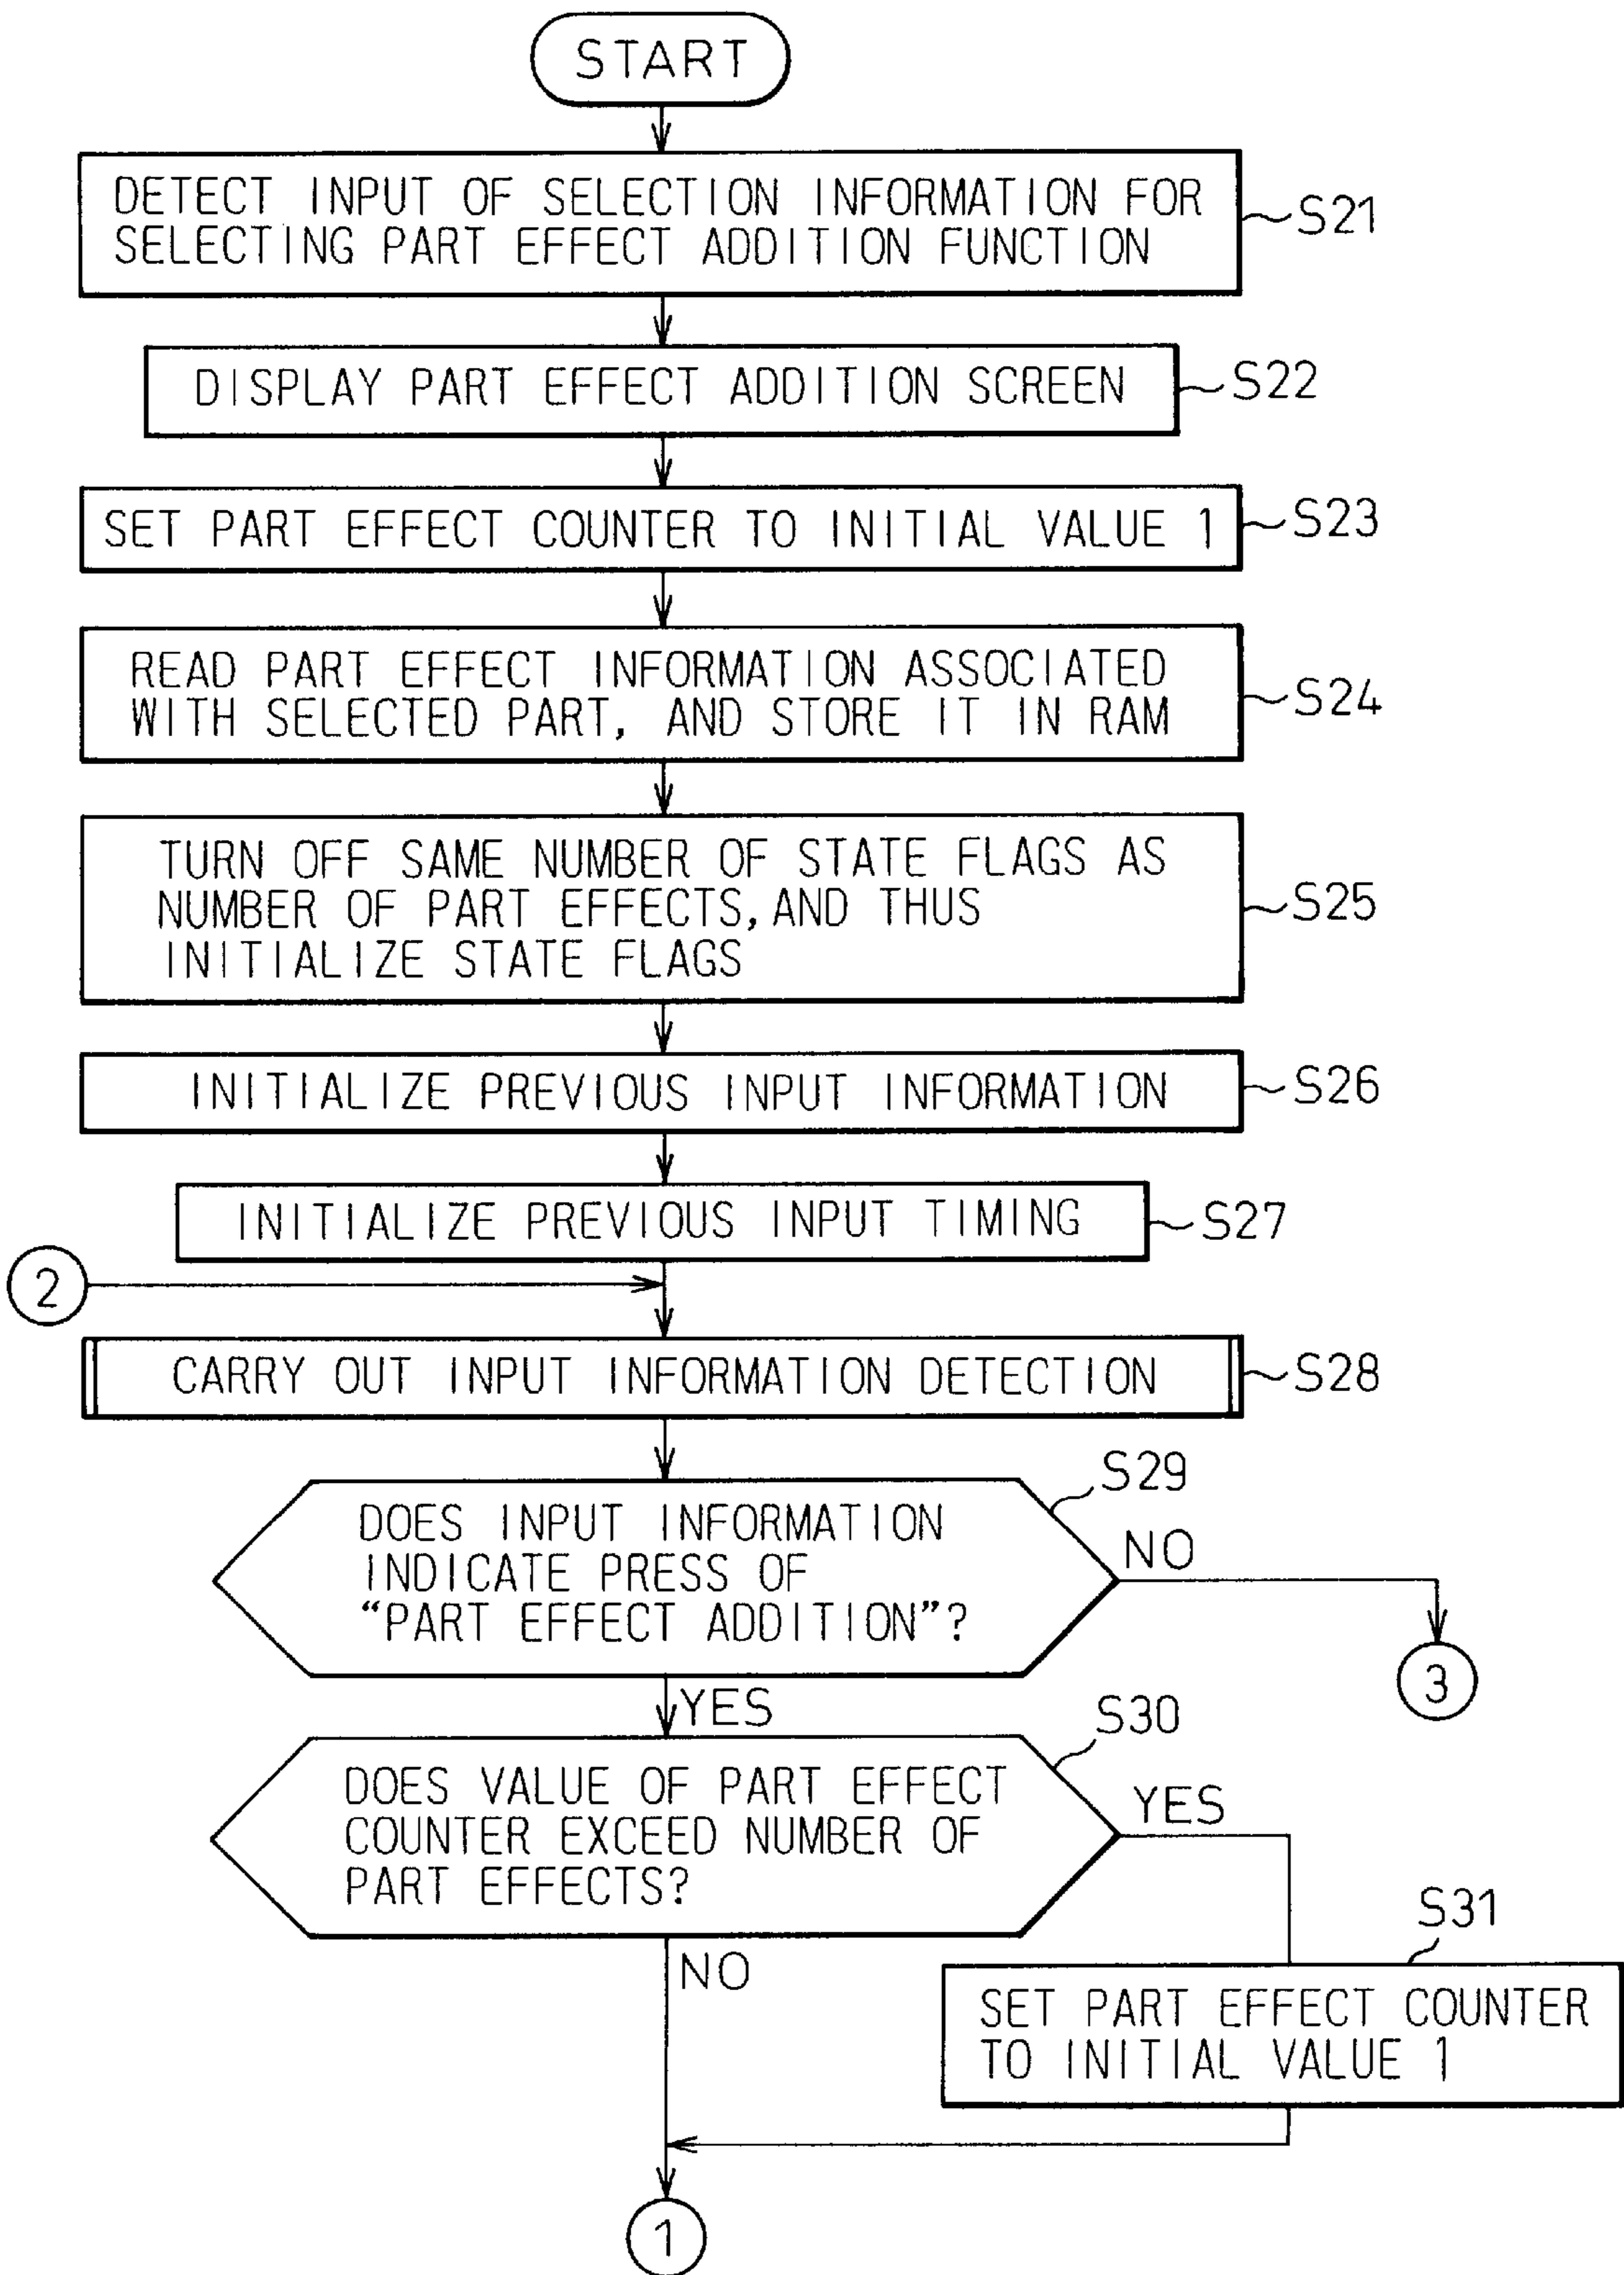 START
DETECT INPUT OF SELECTION INFORMATION FOR
SELECTING PART EFFECT ADDITION FUNCTION
S21
DISPLAY PART EFFECT ADDITION SCREEN
S22
SET PART EFFECT COUNTER TO INITIAL VALUE 1
S23
READ PART EFFECT INFORMATION ASSOCIATED
WITH SELECTED PART, AND STORE IT IN RAM
S24
TURN OFF SAME NUMBER OF STATE FLAGS AS
NUMBER OF PART EFFECTS, AND THUS
INITIALIZE STATE FLAGS
S25
INITIALIZE PREVIOUS INPUT INFORMATION
S26
INITIALIZE PREVIOUS INPUT TIMING
S27
2
CARRY OUT INPUT INFORMATION DETECTION
S28
S29
DOES INPUT INFORMATION
INDICATE PRESS OF
“PART EFFECT ADDITION”?
NO
3
YES
S30
DOES VALUE OF PART EFFECT
COUNTER EXCEED NUMBER OF
PART EFFECTS?
YES
NO
S31
SET PART EFFECT COUNTER
TO INITIAL VALUE 1
1